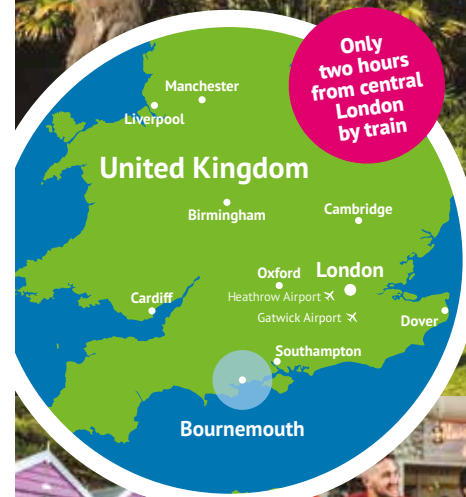 Only
two hours
from central
London
by train
Manchester
Liverpool
United Kingdom
Birmingham
Cambridge
Oxford
London
Heathrow Airport
Cardiff
Gatwick Airport
Dover
Southampton
Bournemouth